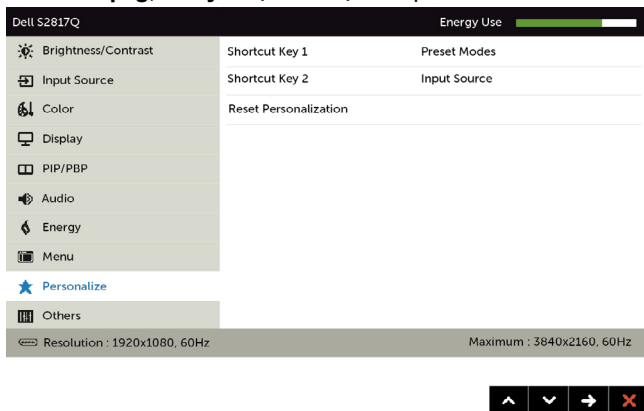 Dell S2817Q Energy Use
Brightness/Contrast Shortcut Key 1 Preset Modes
Input Source Shortcut Key 2 Input Source
Color Reset Personalization
Display
PIP/PBP
Audio
Energy
Menu
Personalize
Others
Resolution : 1920x1080, 60Hz Maximum : 3840x2160, 60Hz